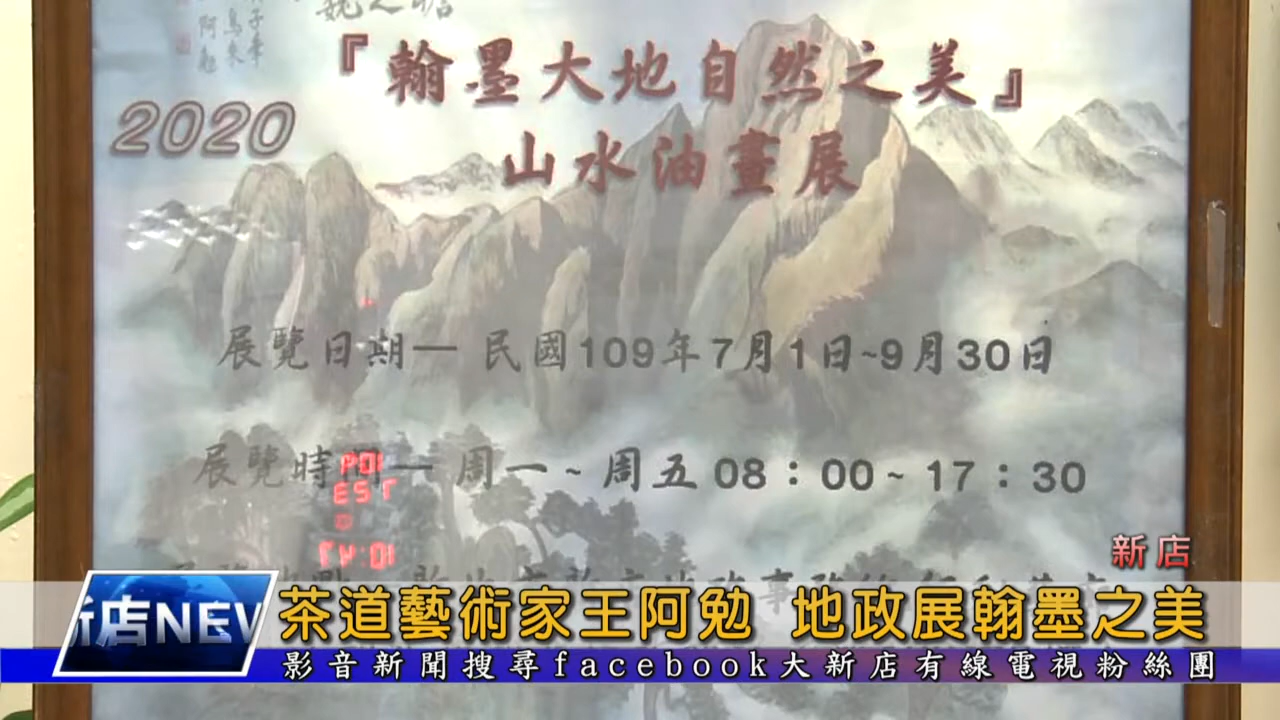 『翰墨大地自然之美』
2020
山水油畫展
展覽日期一 民國109年7月1日~9月30日
展覽時間一 周一 ~ 周五 08：00 ~ 17：30
新店
新店NEW
茶道藝術家王阿勉 地政展翰墨之美
影音新聞搜尋facebook大新店有線電視粉絲團